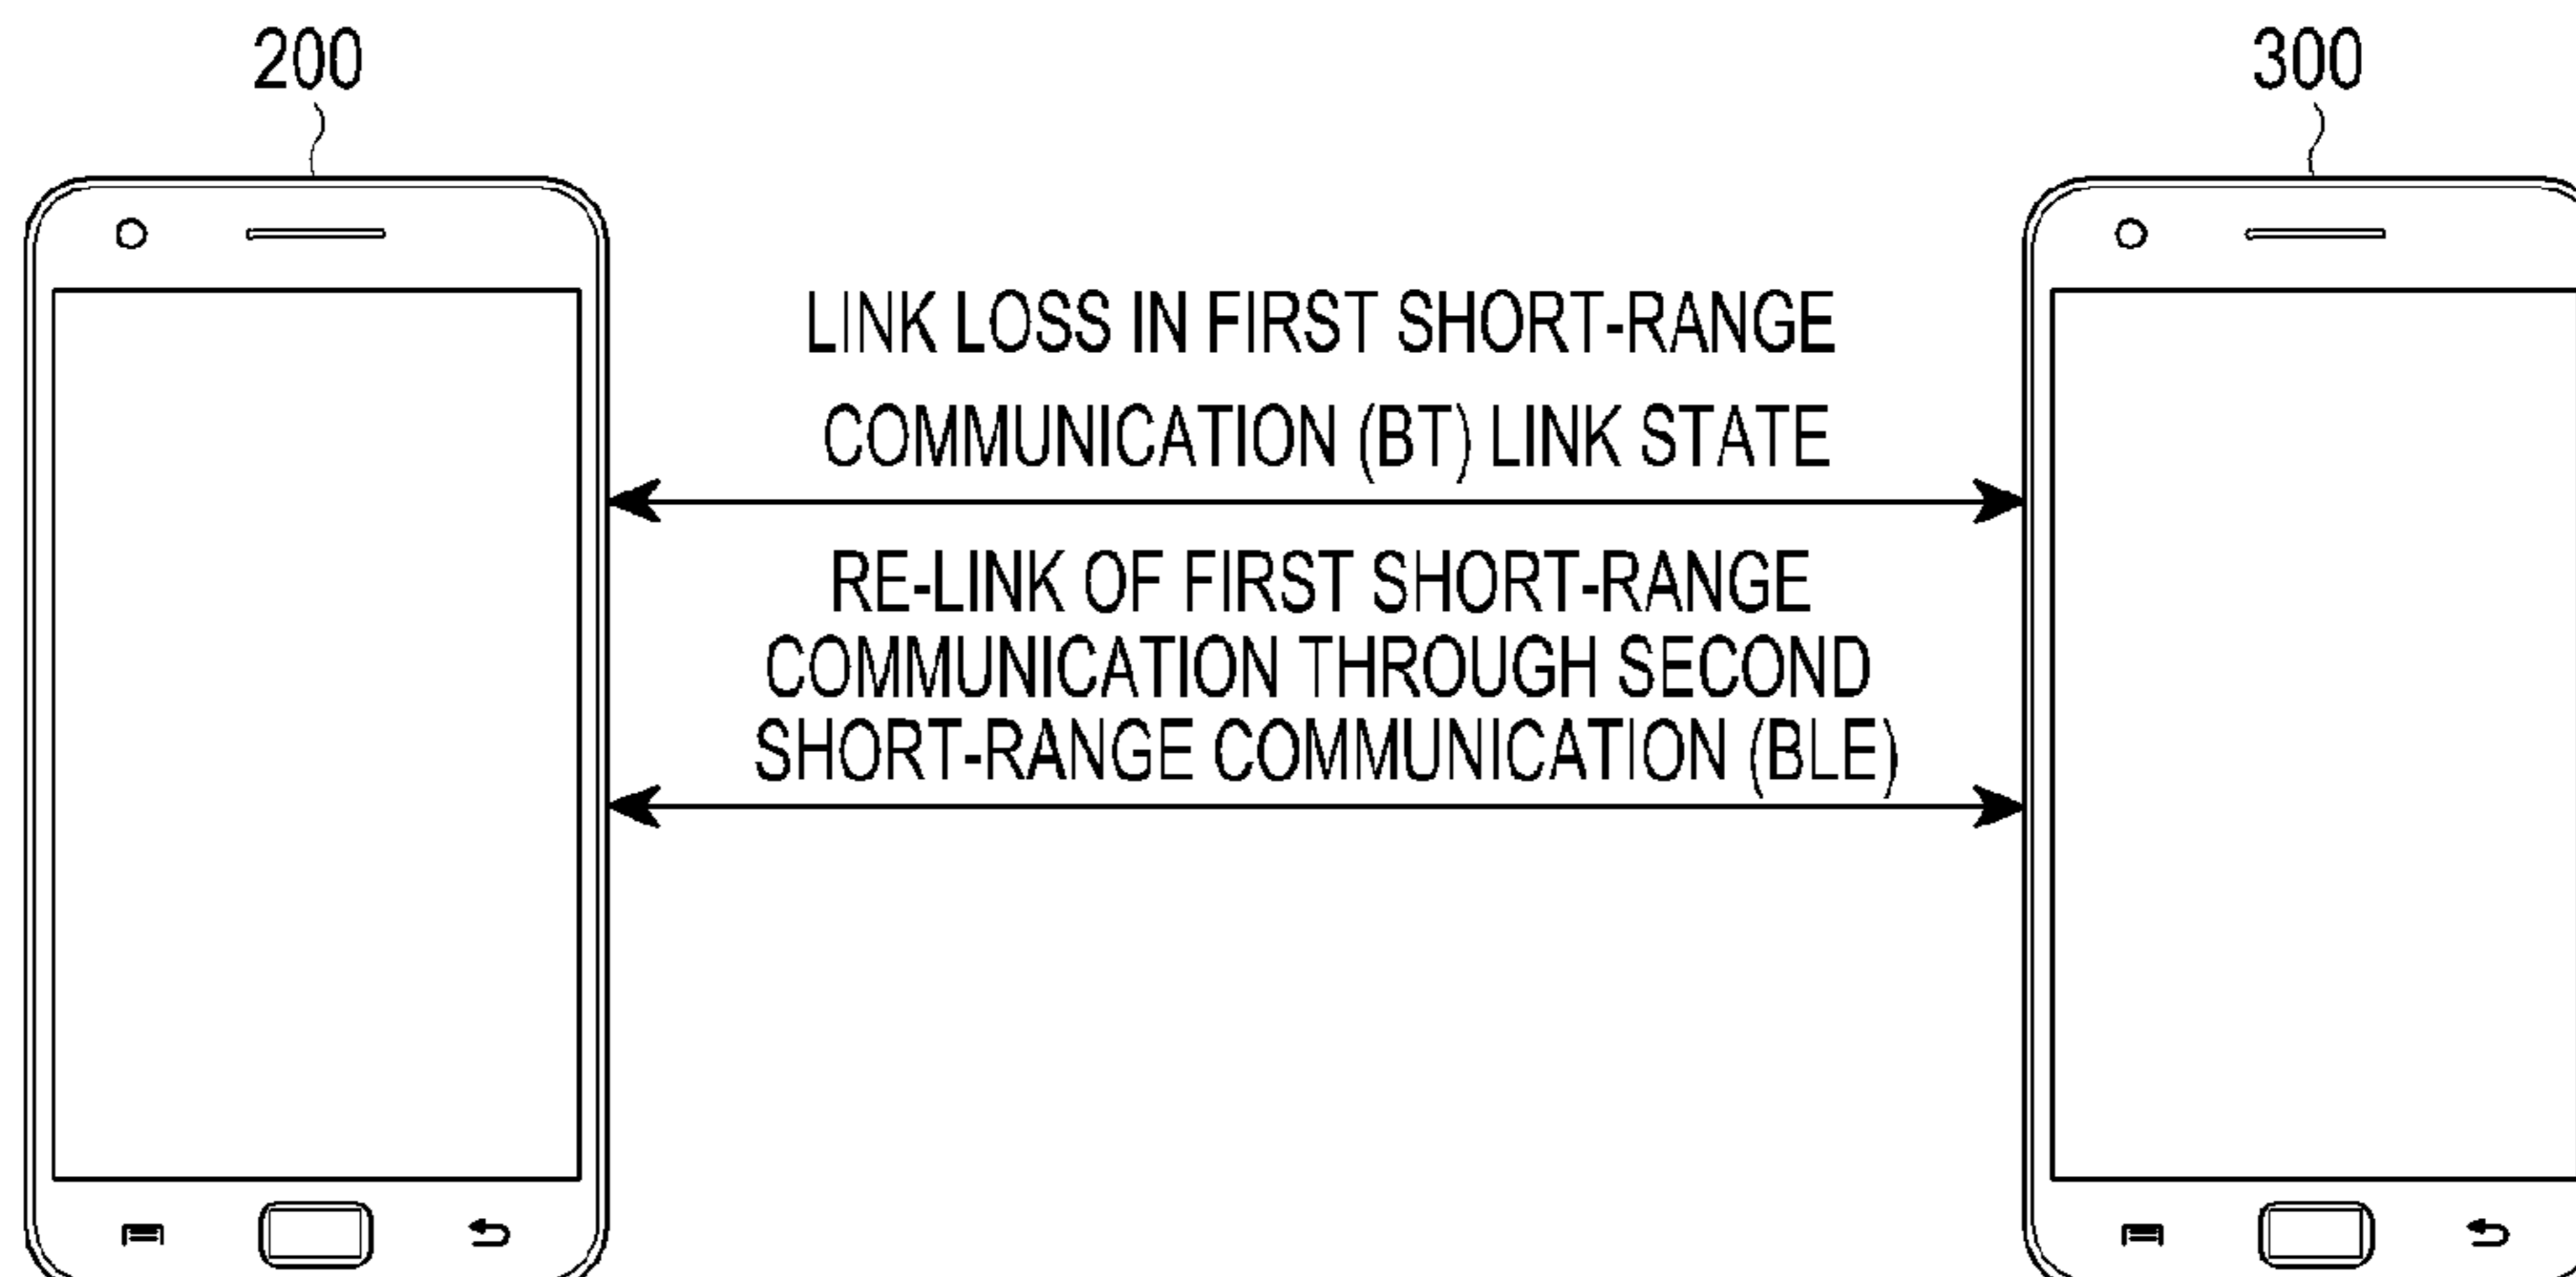 200
300
LINK LOSS IN FIRST SHORT-RANGE
COMMUNICATION (BT) LINK STATE
RE-LINK OF FIRST SHORT-RANGE
COMMUNICATION THROUGH SECOND
SHORT-RANGE COMMUNICATION (BLE)